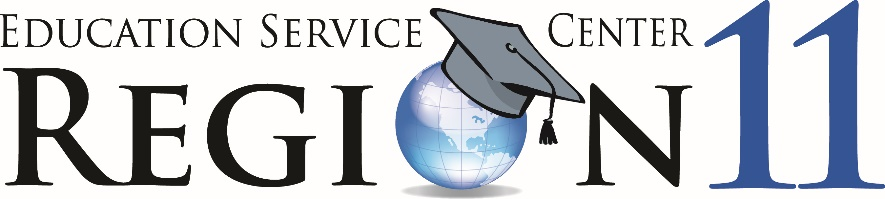 EDUCATION SERVICE CENTER
REGION 11